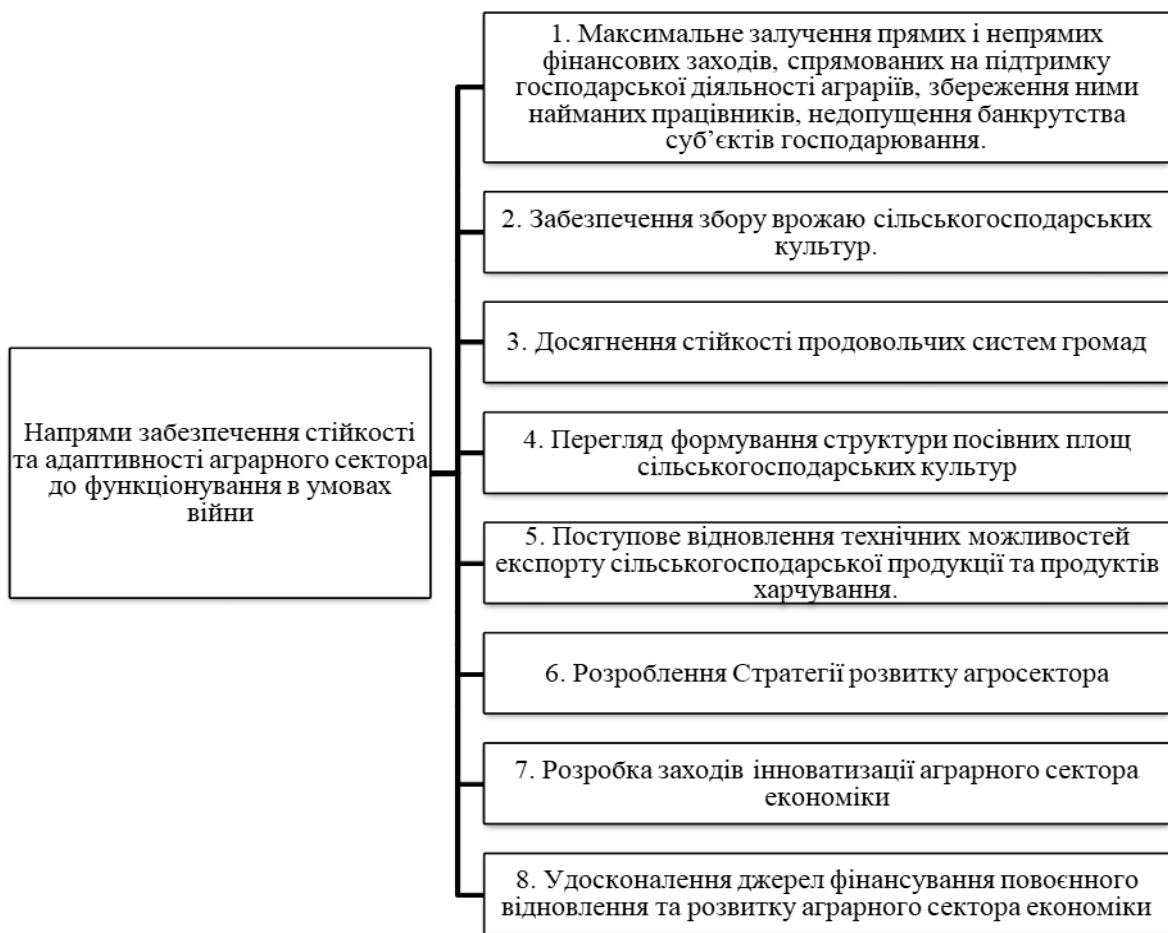 Напрями забезпечення стійкості
та адаптивності аграрного сектора
до функціонування в умовах
війни
1. Максимальне залучення прямих і непрямих
фінансових заходів, спрямованих на підтримку
господарської діяльності аграріїв, збереження ними
найманих працівників, недопущення банкрутства
суб’єктів господарювання.
2. Забезпечення збору врожаю сільськогосподарських
культур.
3. Досягнення стійкості продовольчих систем громад
4. Перегляд формування структури посівних площ
сільськогосподарських культур
5. Поступове відновлення технічних можливостей
експорту сільськогосподарської продукції та продуктів
харчування.
6. Розроблення Стратегії розвитку агросектора
7. Розробка заходів інноватизації аграрного сектора
економіки
8. Удосконалення джерел фінансування повоєнного
відновлення та розвитку аграрного сектора економіки